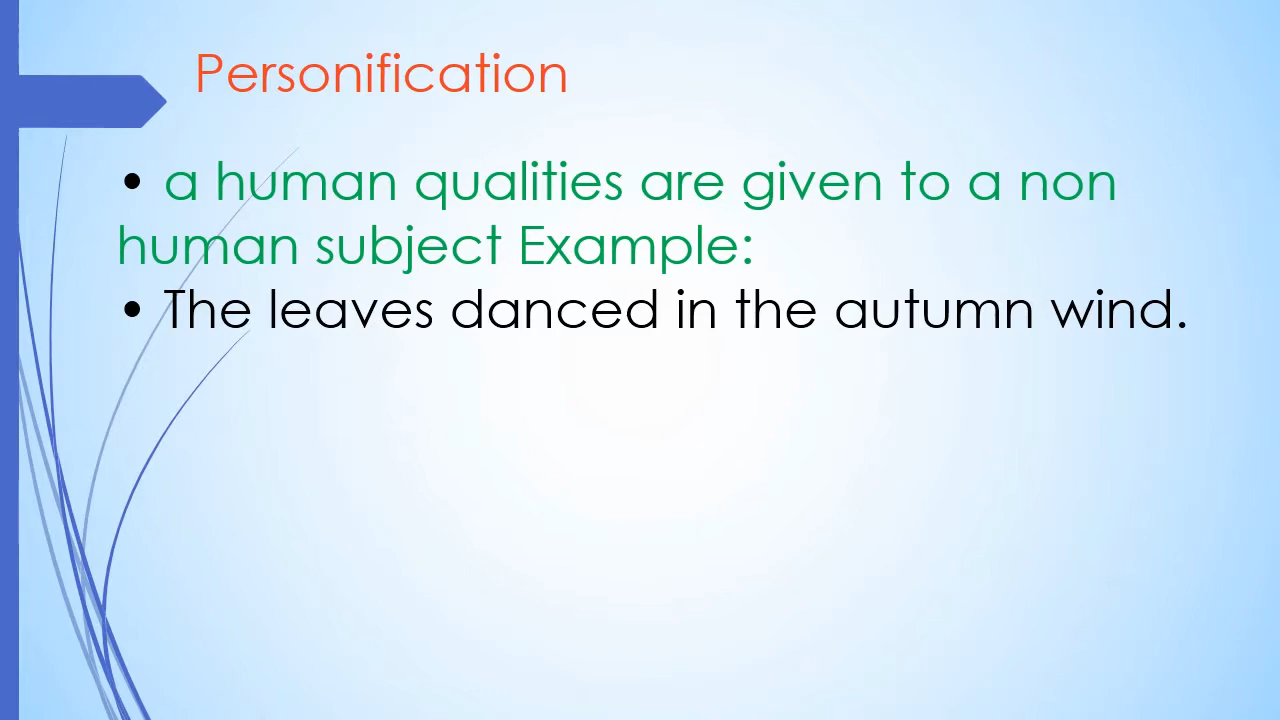 Personification
• a human qualities are given to a non
human subject Example:
• The leaves danced in the autumn wind.